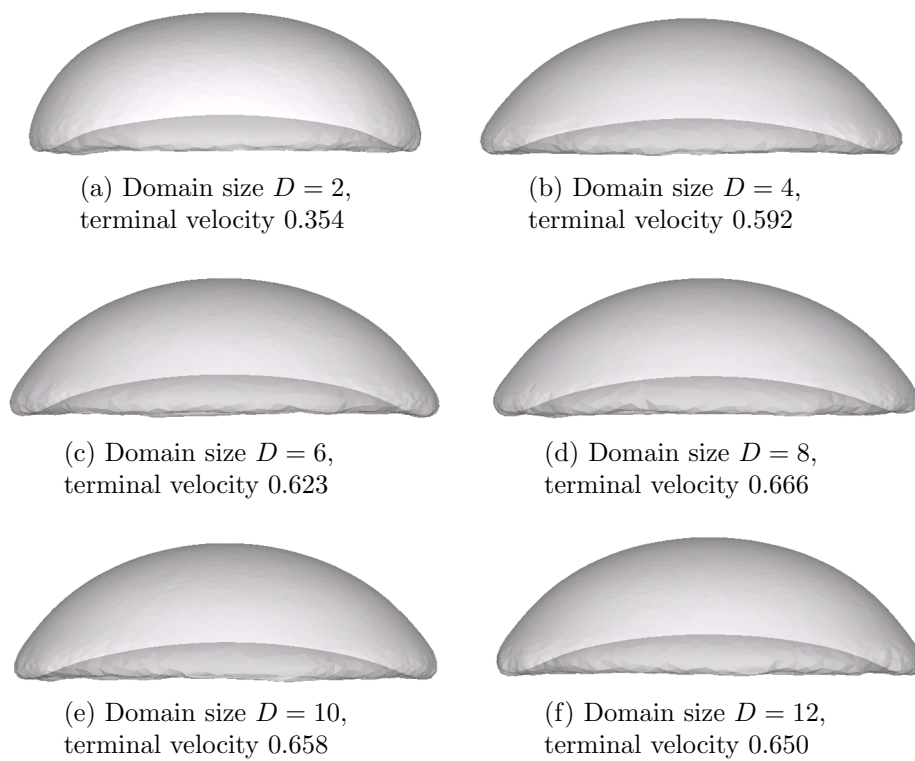 (a) Domain size D = 2,
terminal velocity 0.354
(b) Domain size D = 4,
terminal velocity 0.592
(c) Domain size D = 6,
terminal velocity 0.623
(d) Domain size D = 8,
terminal velocity 0.666
(e) Domain size D = 10,
terminal velocity 0.658
(f) Domain size D = 12,
terminal velocity 0.650